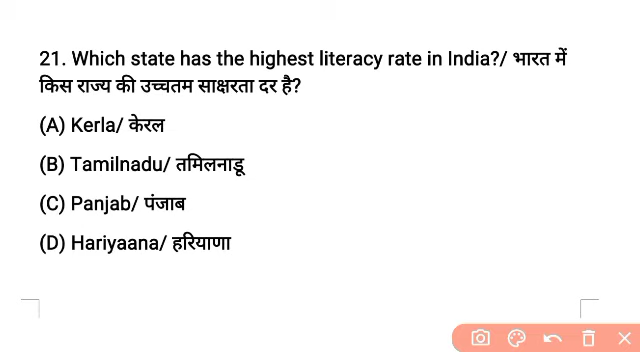 21. Which state has the highest literacy rate in India?/ भारत में
किस राज्य की उच्चतम साक्षरता दर है?
(A) Kerla/ केरल
(B) Tamilnadu/ तमिलनाडू
(C) Panjab/ पंजाब
(D) Hariyaana/ हरियाणा